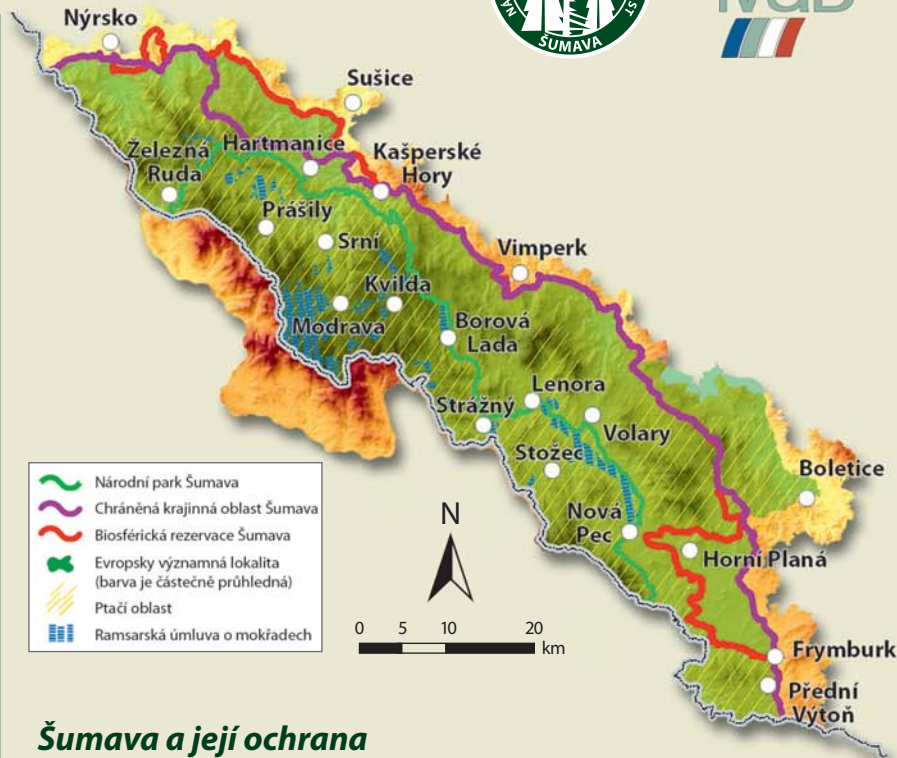 NÁ
ST
ŠUMAVA
Nýrsko
Sušice
Železná
Ruda
Hartmanice
Kašperské
Hory
Prášily
Srní
Vimperk
Kvilda
Modrava
Borová
Lada
Lenora
Strážný
Volary
Stožec
Boletice
Nová
Pec
Horní Planá
Frymburk
Přední
Výtoň
Národní park Šumava
Chráněná krajinná oblast Šumava
Biosférická rezervace Šumava
Evropsky významná lokalita
(barva je částečně průhledná)
Ptačí oblast
Ramsarská úmluva o mokřadech
N
0 5 10 20
km
Šumava a její ochrana